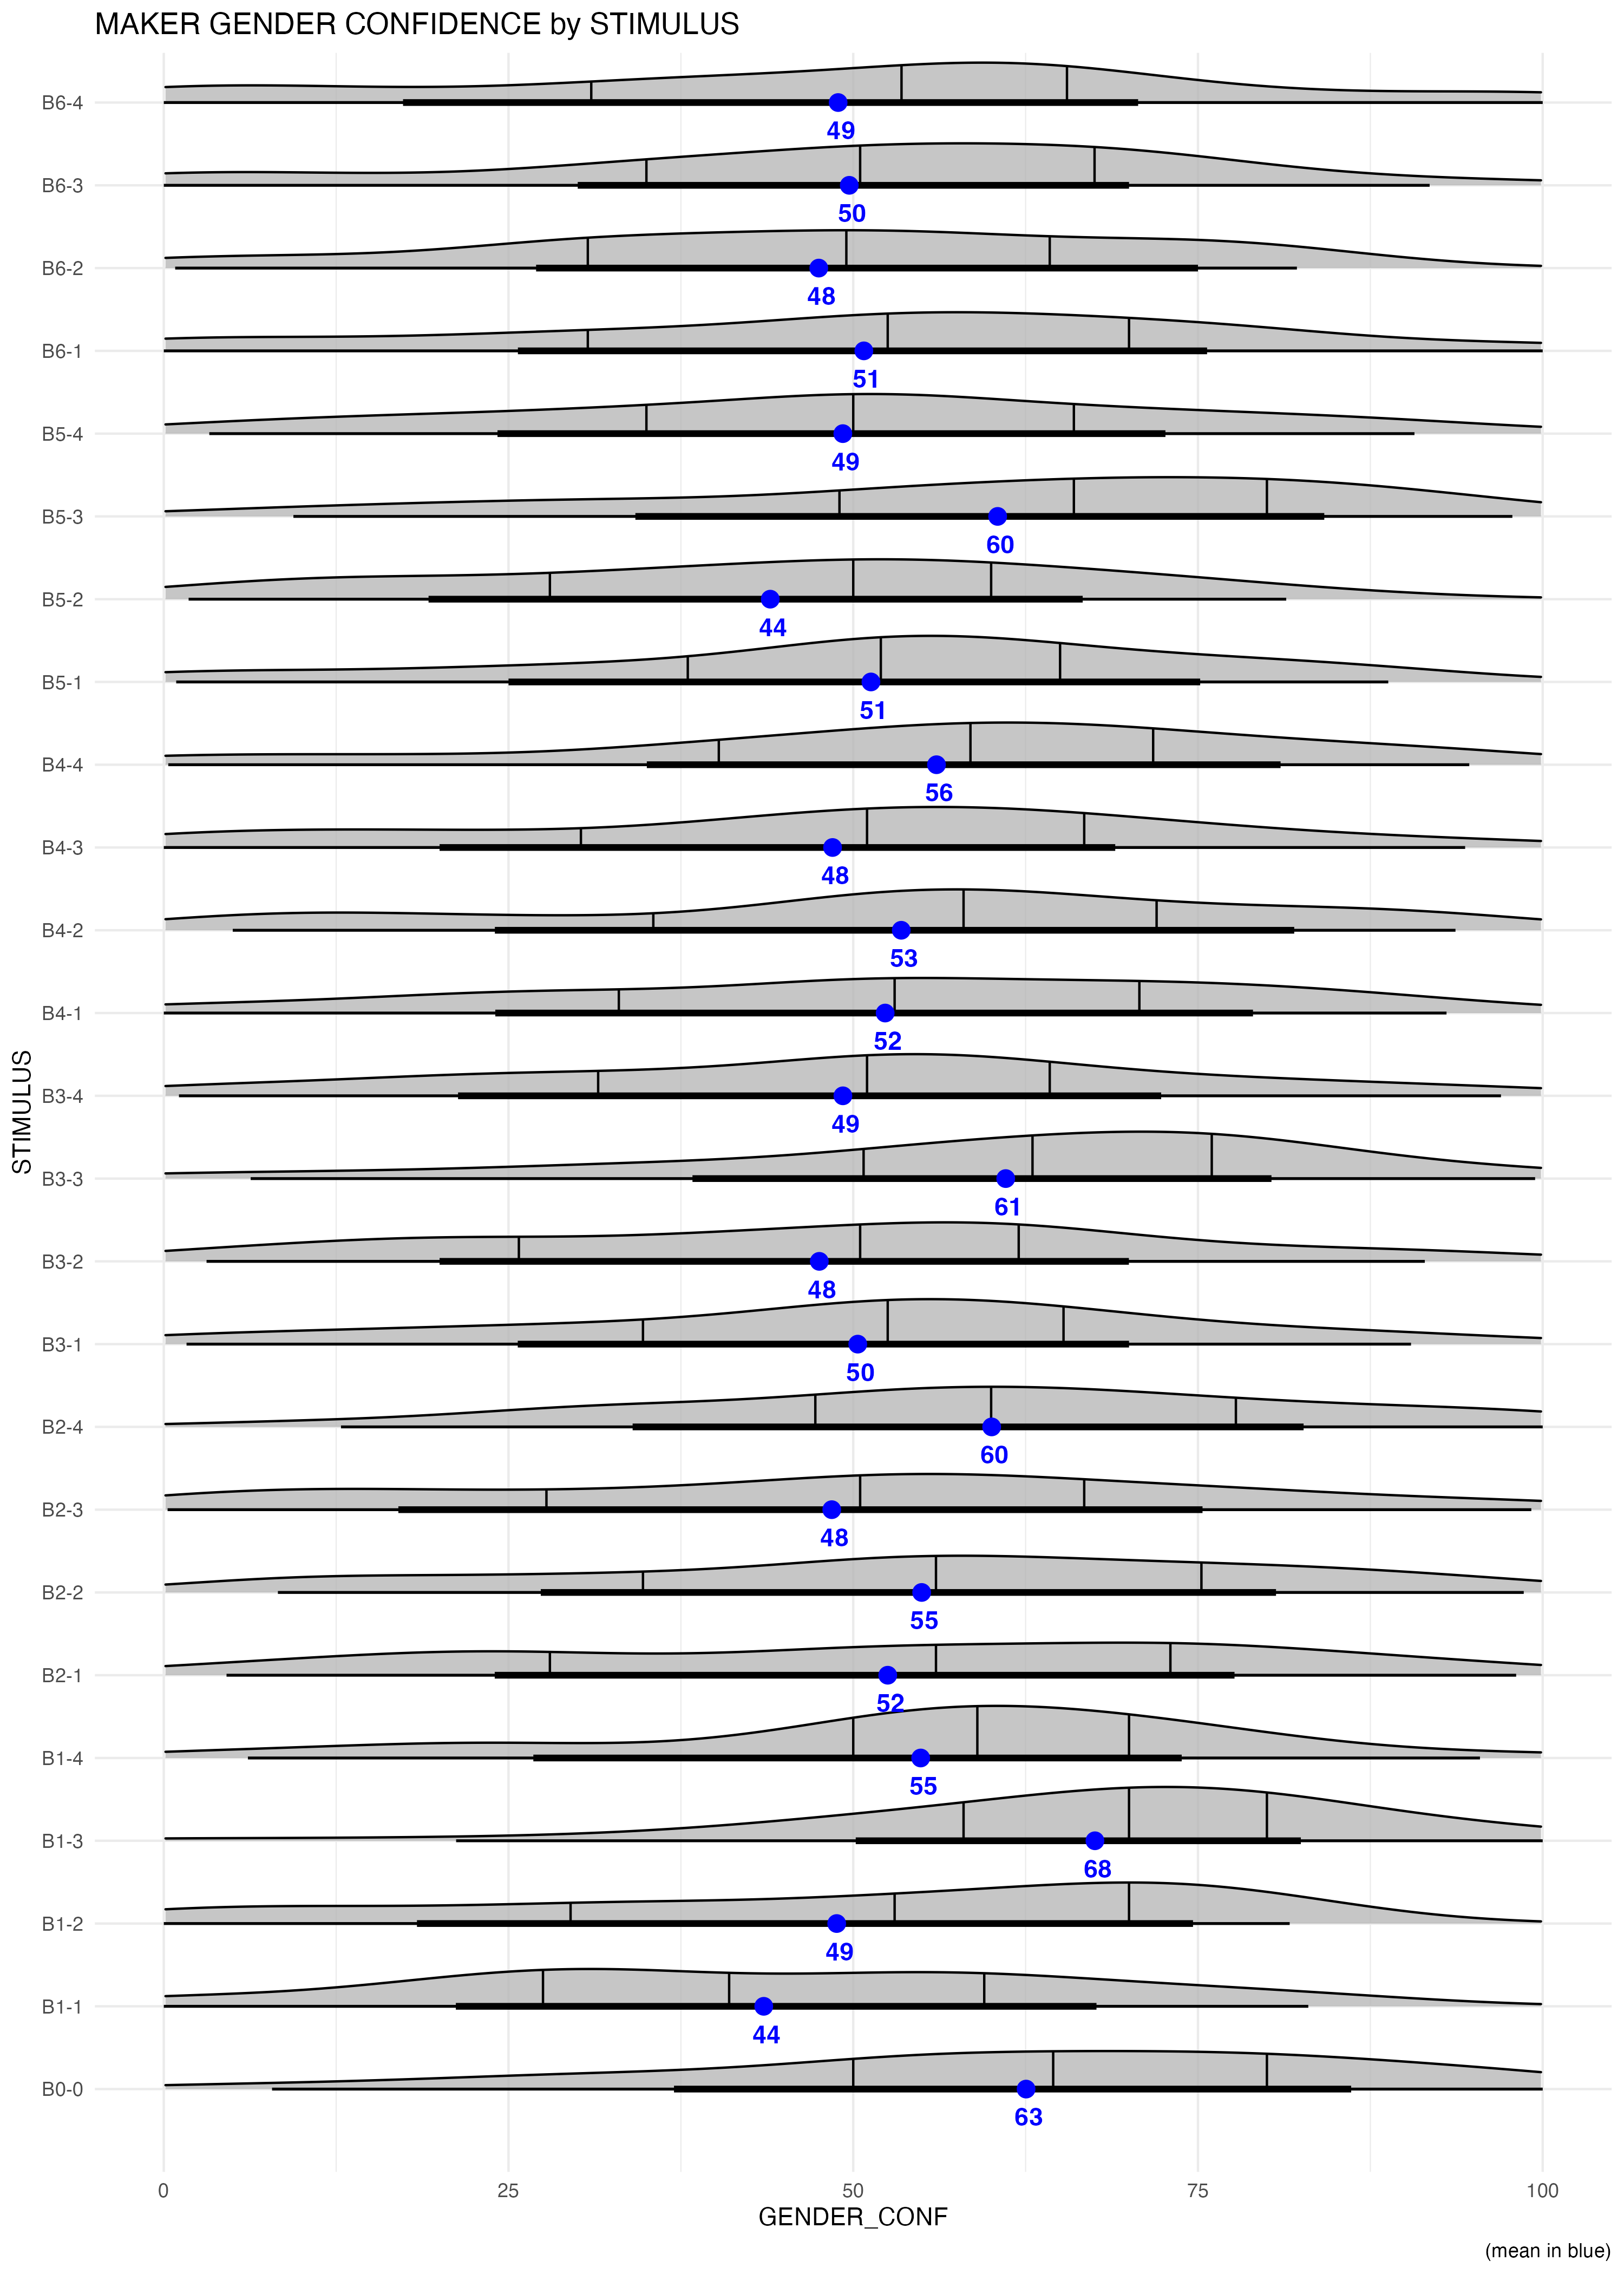 MAKER GENDER CONFIDENCE by STIMULUS
B6-4
49
B6-3
50
B6-2
48
B6-1
51
B5-4
49
B5-3
60
B5-2
44
B5-1
51
B4-4
56
B4-3
48
B4-2
53
B4-1
52
STIMULUS
B3-4
49
B3-3
61
B3-2
48
B3-1
50
B2-4
60
B2-3
48
B2-2
55
B2-1
52
B1-4
55
B1-3
68
B1-2
49
B1-1
44
B0-0
63
0 25 50 75 100
GENDER_CONF
(mean in blue)